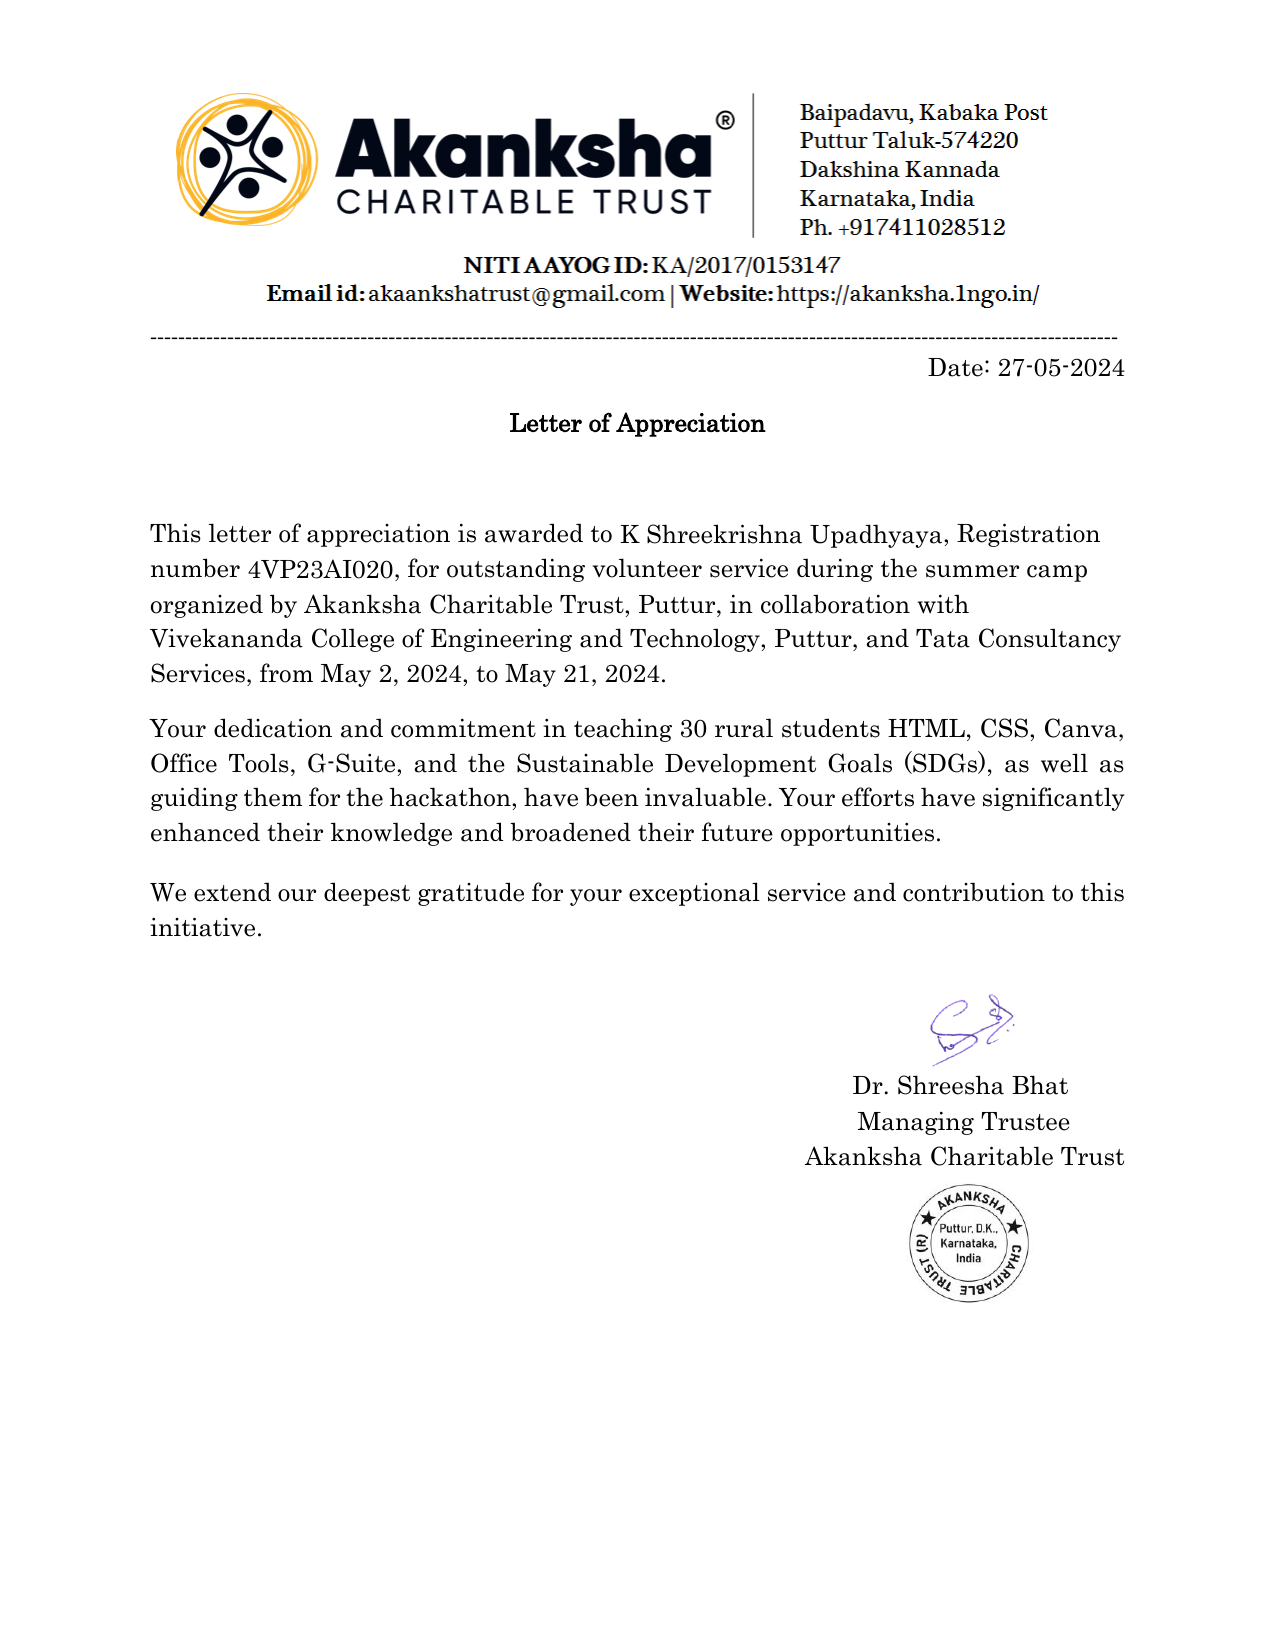 Akanksha®
CHARITABLE TRUST
Baipadavu, Kabaka Post
Puttur Taluk-574220
Dakshina Kannada
Karnataka, India
Ph. +917411028512
NITI AAYOG ID: KA/2017/0153147
Email id: akaankshatrust@gmail.com | Website: https://akanksha.1ngo.in/
Date: 27-05-2024
Letter of Appreciation
This letter of appreciation is awarded to K Shreekrishna Upadhyaya, Registration
number 4VP23AI020, for outstanding volunteer service during the summer camp
organized by Akanksha Charitable Trust, Puttur, in collaboration with
Vivekananda College of Engineering and Technology, Puttur, and Tata Consultancy
Services, from May 2, 2024, to May 21, 2024.
Your dedication and commitment in teaching 30 rural students HTML, CSS, Canva,
Office Tools, G-Suite, and the Sustainable Development Goals (SDGs), as well as
guiding them for the hackathon, have been invaluable. Your efforts have significantly
enhanced their knowledge and broadened their future opportunities.
We extend our deepest gratitude for your exceptional service and contribution to this
initiative.
Dr. Shreesha Bhat
Managing Trustee
Akanksha Charitable Trust
AKANKSHA CHARITABLE TRUST (R)
Puttur, D.K.,
Karnataka,
India